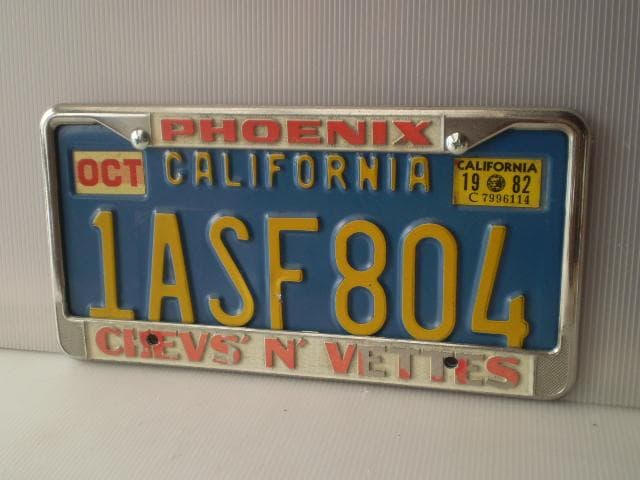 PHOENIX
OCT CALIFORNIA
CALIFORNIA
19 82
C 7996114
1ASF804
CHEVS' N' VETTES